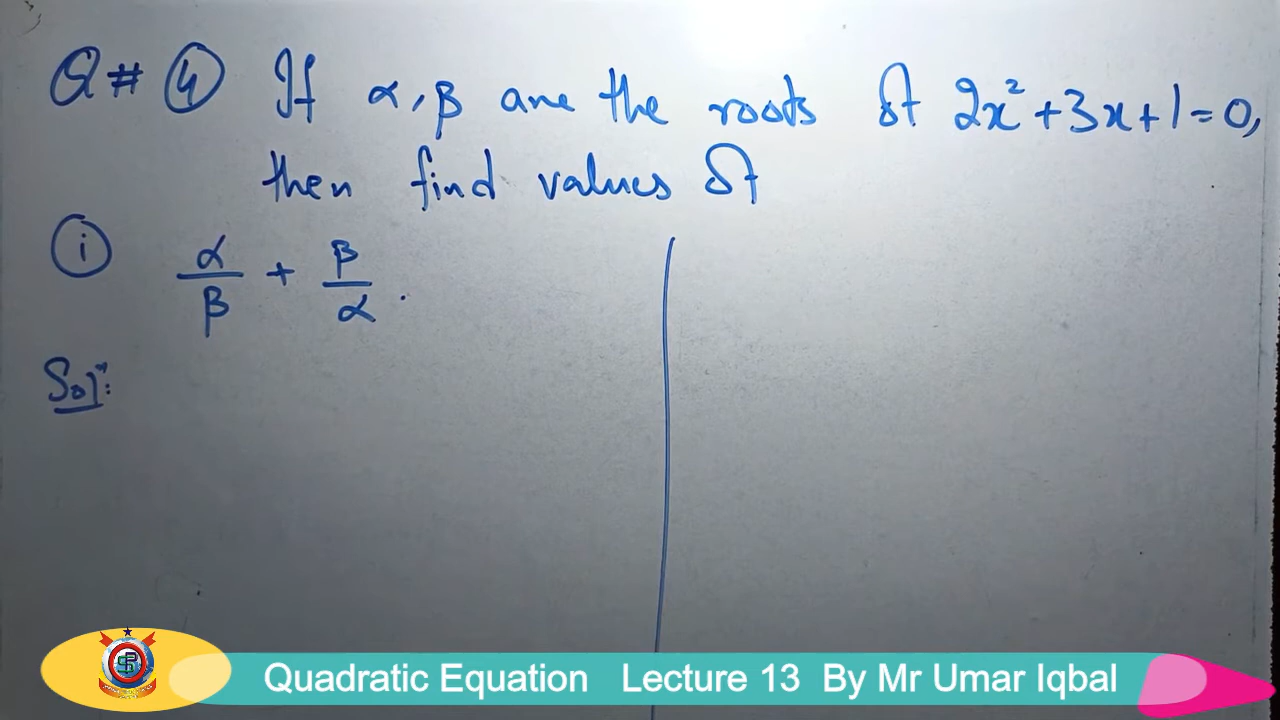 Q # ④ If α, β are the roots of 2x² + 3x + 1 = 0,
then find values of
ⓘ α/β + β/α .
Solⁿ:
Quadratic Equation Lecture 13 By Mr Umar Iqbal